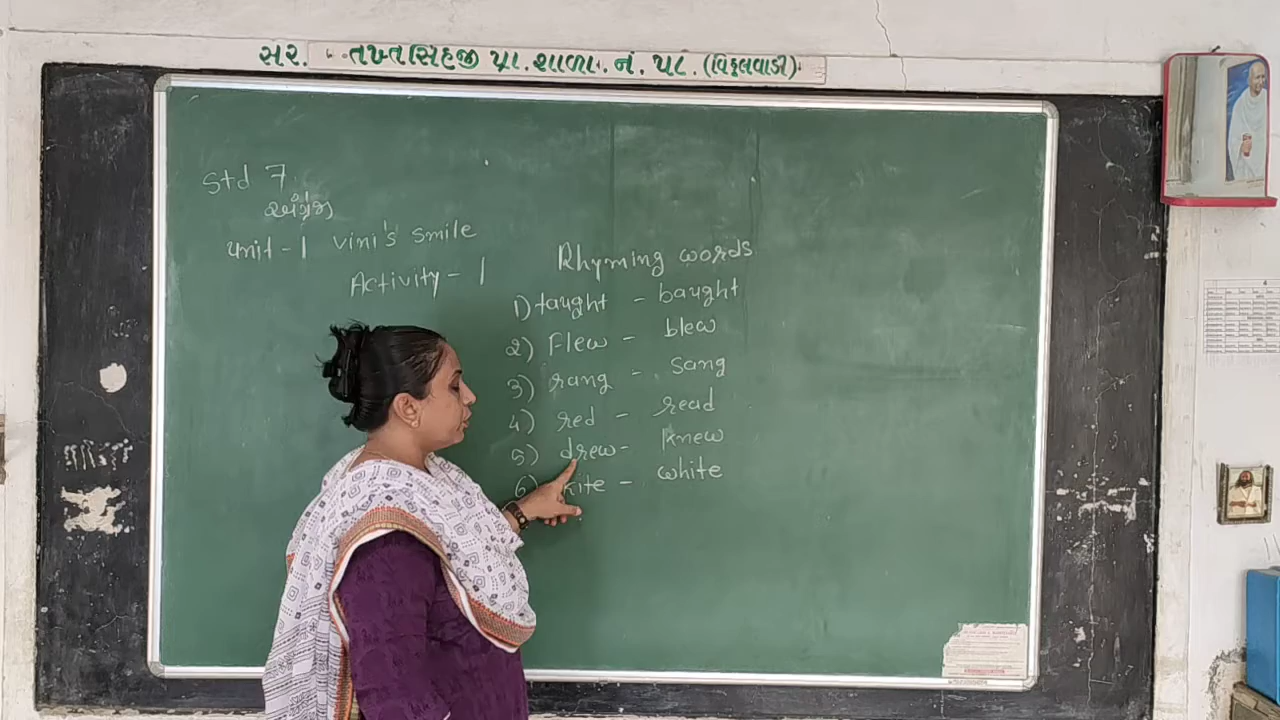 સર. તખ્તસિંહજી પ્રા. શાળા. નં. ૫૮. (વિઠ્ઠલવાડી)
Std 7.
અંગ્રેજી
unit - 1 vini's smile
Activity - 1
Rhyming words
1) taught - baught
2) Flew - blew
3) rang - sang
4) red - read
5) drew - knew
6) kite - white